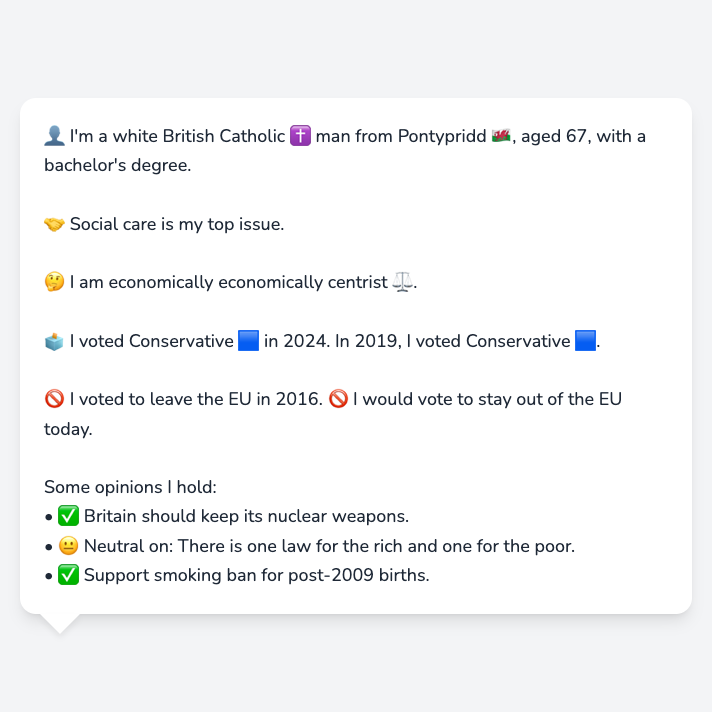 👤 I'm a white British Catholic ✝️ man from Pontypridd 🏴󠁧󠁢󠁷󠁬󠁳󠁿, aged 67, with a
bachelor's degree.
🤝 Social care is my top issue.
🤔 I am economically economically centrist ⚖️.
🗳️ I voted Conservative 🟦 in 2024. In 2019, I voted Conservative 🟦.
🚫 I voted to leave the EU in 2016. 🚫 I would vote to stay out of the EU
today.
Some opinions I hold:
• ✅ Britain should keep its nuclear weapons.
• 😐 Neutral on: There is one law for the rich and one for the poor.
• ✅ Support smoking ban for post-2009 births.